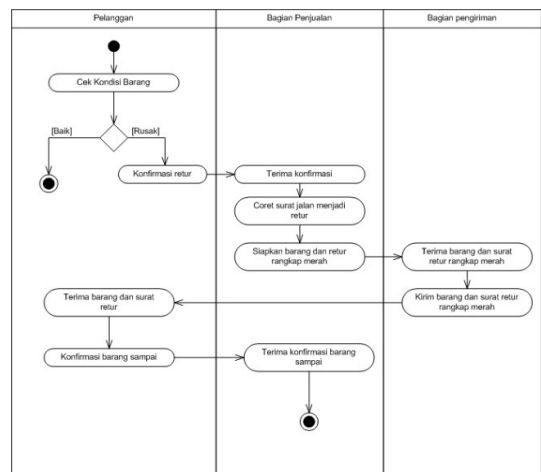 Pelanggan
Bagian Penjualan
Bagian pengiriman
Cek Kondisi Barang
[Baik]
[Rusak]
Konfirmasi retur
Terima konfirmasi
Coret surat jalan menjadi
retur
Siapkan barang dan retur
rangkap merah
Terima barang dan surat
retur rangkap merah
Terima barang dan surat
retur
Kirim barang dan surat retur
rangkap merah
Konfirmasi barang sampai
Terima konfirmasi barang
sampai